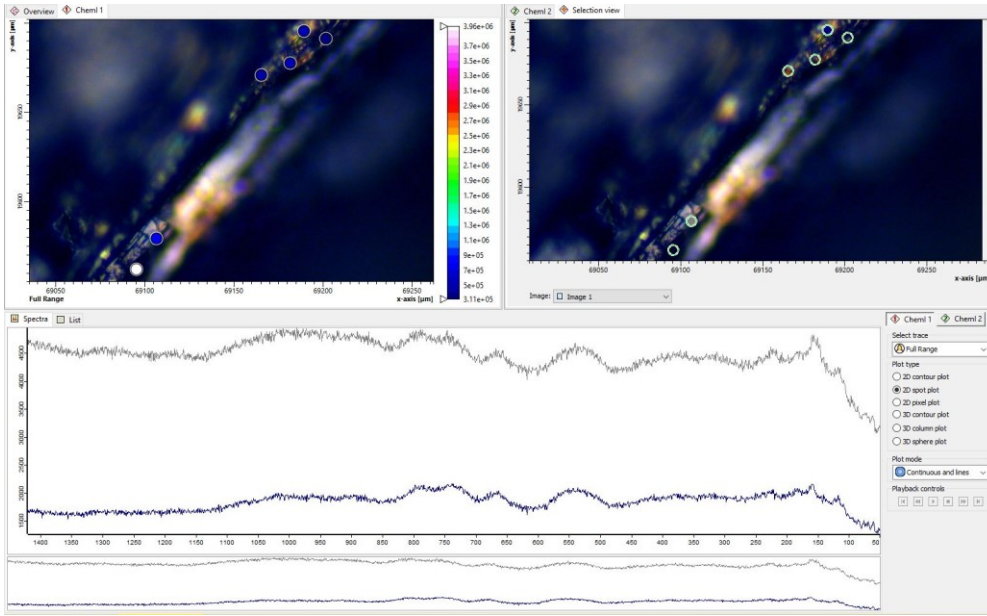 Overview Cheml 1
Cheml 2 Selection view
y-axis [µm]
19650
19600
69050 69100 69150 69200 69250
Full Range
x-axis [µm]
3.96e+06
3.7e+06
3.5e+06
3.3e+06
3.1e+06
2.9e+06
2.7e+06
2.5e+06
2.3e+06
2.1e+06
1.9e+06
1.7e+06
1.5e+06
1.3e+06
1.1e+06
9e+05
7e+05
5e+05
3.11e+05
y-axis [µm]
19650
19600
69050 69100 69150 69200 69250
x-axis [µm]
Image: Image 1
Spectra List
4500
4000
3500
3000
2500
2000
1500
1400 1350 1300 1250 1200 1150 1100 1050 1000 950 900 850 800 750 700 650 600 550 500 450 400 350 300 250 200 150 100 50
Cheml 1 Cheml 2
Select trace
Full Range
Plot type
2D contour plot
2D spot plot
2D pixel plot
3D contour plot
3D column plot
3D sphere plot
Plot mode
Continuous and lines
Playback controls